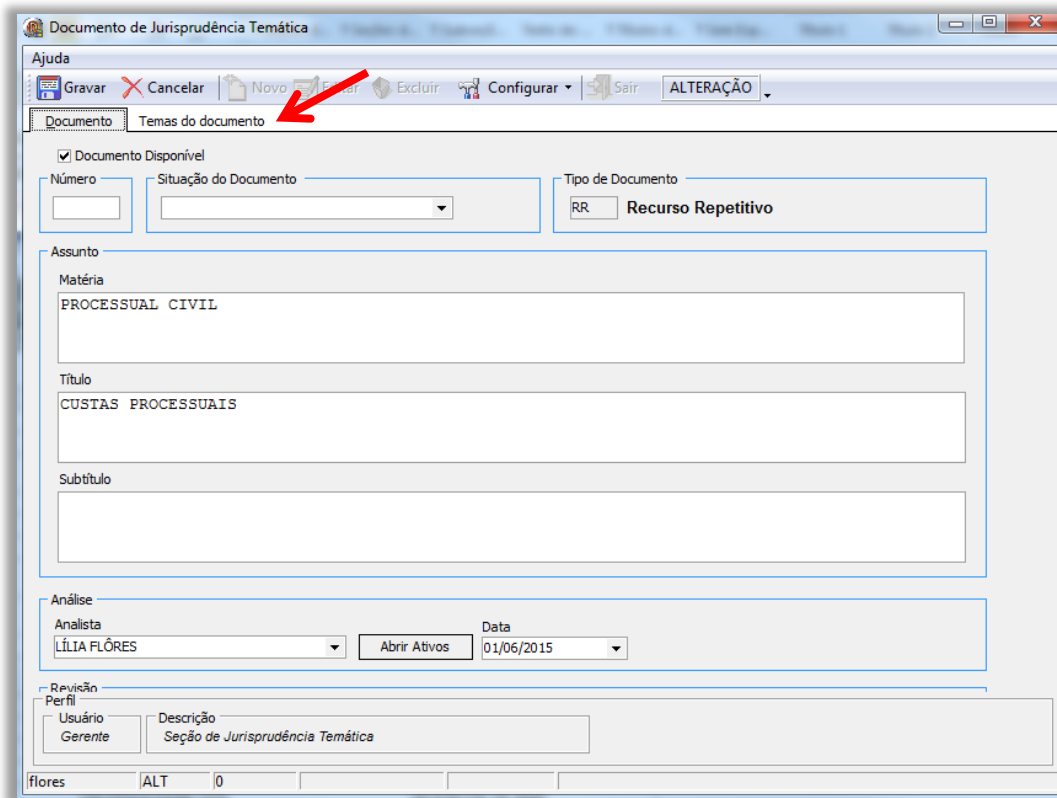 Documento de Jurisprudência Temática
Ajuda
Gravar Cancelar Novo Editar Excluir Configurar Sair ALTERAÇÃO
Documento Temas do documento
Documento Disponível
Número Situação do Documento Tipo de Documento
RR Recurso Repetitivo
Assunto
Matéria
PROCESSUAL CIVIL
Título
CUSTAS PROCESSUAIS
Subtítulo
Análise
Analista Data
LÍLIA FLÔRES Abrir Ativos 01/06/2015
Revisão
Perfil
Usuário Descrição
Gerente Seção de Jurisprudência Temática
flores ALT 0